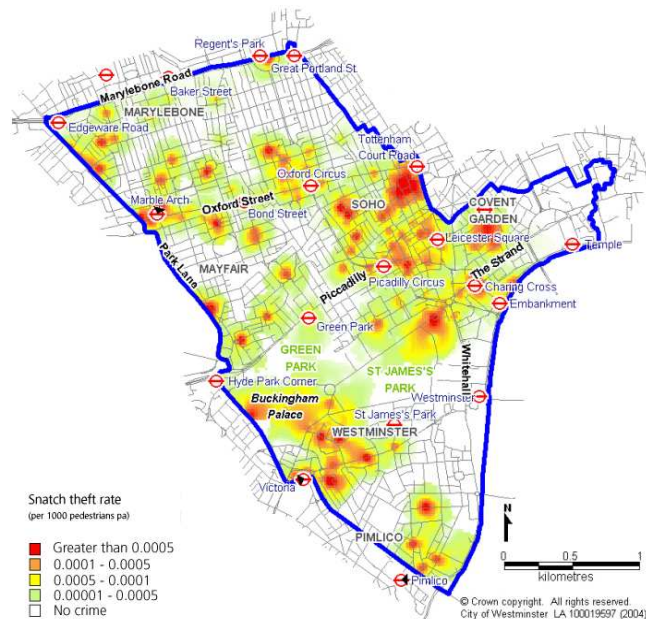 Regent's Park
Great Portland St.
Marylebone Road
Baker Street
MARYLEBONE
Edgeware Road
Tottenham
Court Road
Oxford Circus
Marble Arch
Oxford Street
SOHO
COVENT
GARDEN
Bond Street
Leicester Square
Temple
The Strand
MAYFAIR
Park Lane
Piccadilly
Picadilly Circus
Charing Cross
Embankment
Green Park
GREEN
PARK
Whitehall
ST JAMES'S
PARK
Hyde Park Corner
Buckingham
Palace
Westminster
St James's Park
WESTMINSTER
Victoria
PIMLICO
Pimlico
Snatch theft rate
(per 1000 pedestrians pa)
Greater than 0.0005
0.0001 - 0.0005
0.0005 - 0.0001
0.00001 - 0.0005
No crime
N
0 0.5 1
kilometres
© Crown copyright. All rights reserved.
City of Westminster LA 100019597 (2004)